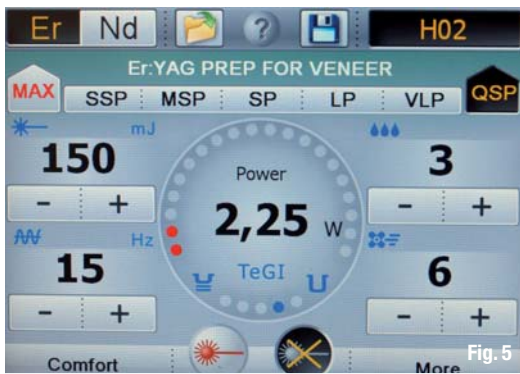 Er Nd ? H02
Er:YAG PREP FOR VENEER
MAX SSP MSP SP LP VLP QSP
mJ
150 Power 3
- + 2,25 W - +
Hz
15 TeGI 6
- + - +
Comfort More
Fig. 5